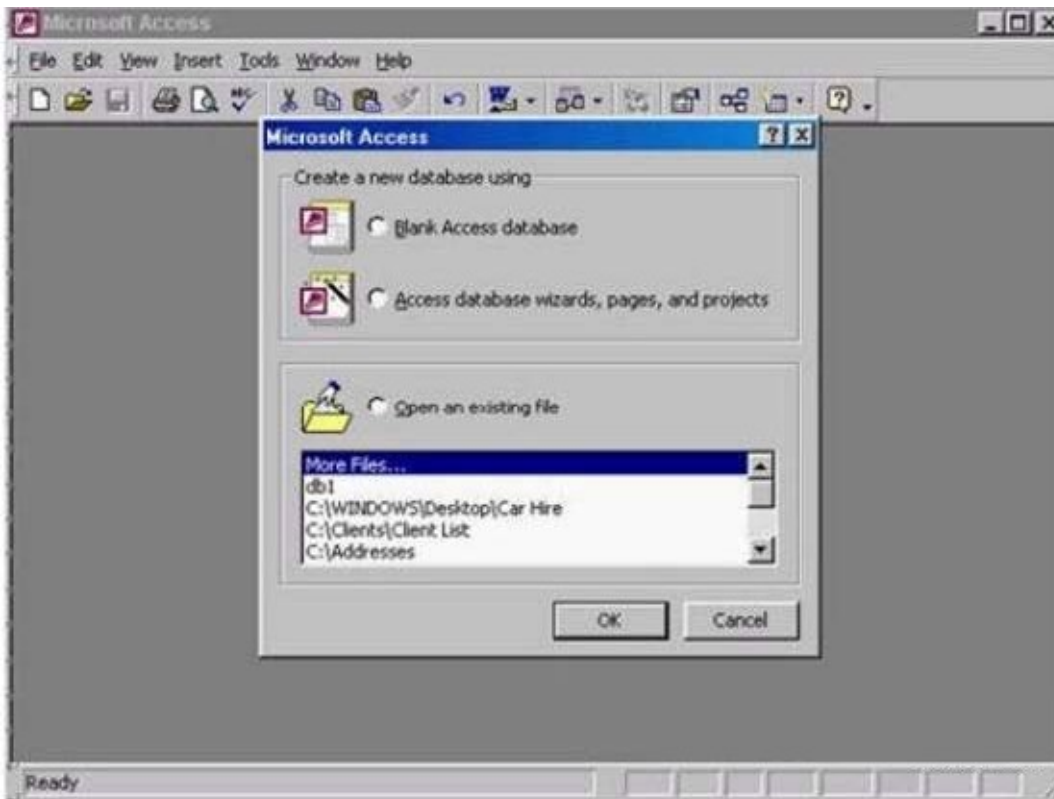 Microsoft Access
File Edit View Insert Tools Window Help
Microsoft Access
Create a new database using
Blank Access database
Access database wizards, pages, and projects
Open an existing file
More Files...
db1
C:\WINDOWS\Desktop\Car Hire
C:\Clients\Client List
C:\Addresses
OK Cancel
Ready